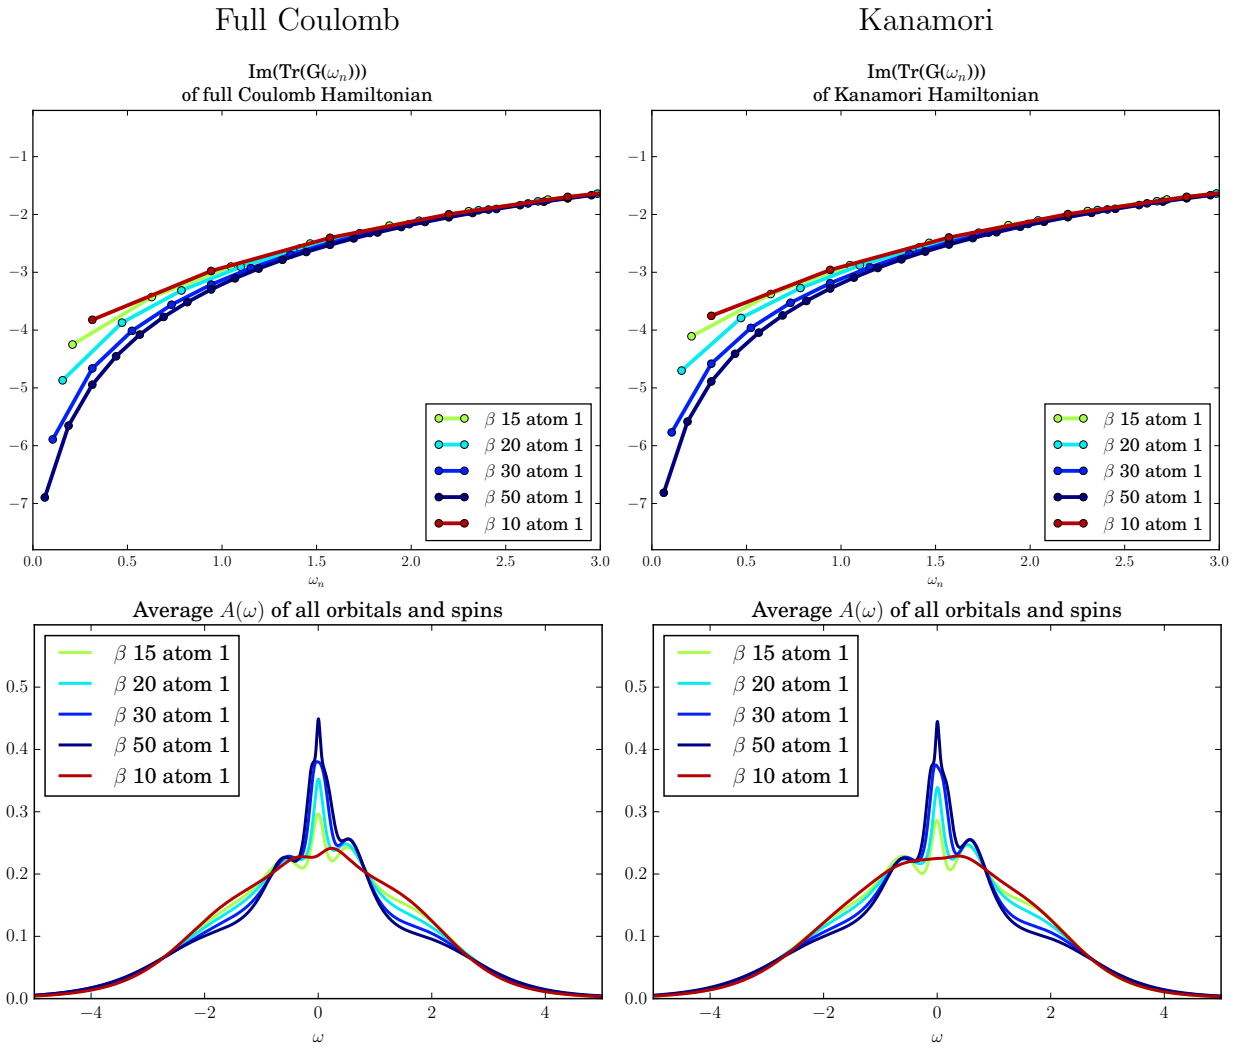 Full Coulomb
Kanamori
Im(Tr(G(ω_n)))
of full Coulomb Hamiltonian
−1
−2
−3
−4
−5
−6
−7
0.0 0.5 1.0 1.5 2.0 2.5 3.0
ω_n
β 15 atom 1
β 20 atom 1
β 30 atom 1
β 50 atom 1
β 10 atom 1
Im(Tr(G(ω_n)))
of Kanamori Hamiltonian
−1
−2
−3
−4
−5
−6
−7
0.0 0.5 1.0 1.5 2.0 2.5 3.0
ω_n
β 15 atom 1
β 20 atom 1
β 30 atom 1
β 50 atom 1
β 10 atom 1
Average A(ω) of all orbitals and spins
β 15 atom 1
β 20 atom 1
β 30 atom 1
β 50 atom 1
β 10 atom 1
0.5
0.4
0.3
0.2
0.1
0.0
−4 −2 0 2 4
ω
Average A(ω) of all orbitals and spins
β 15 atom 1
β 20 atom 1
β 30 atom 1
β 50 atom 1
β 10 atom 1
0.5
0.4
0.3
0.2
0.1
0.0
−4 −2 0 2 4
ω